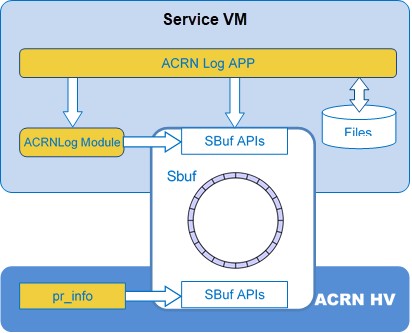 Service VM
ACRN Log APP
ACRNLog Module
SBuf APIs
Files
Sbuf
pr_info
SBuf APIs
ACRN HV